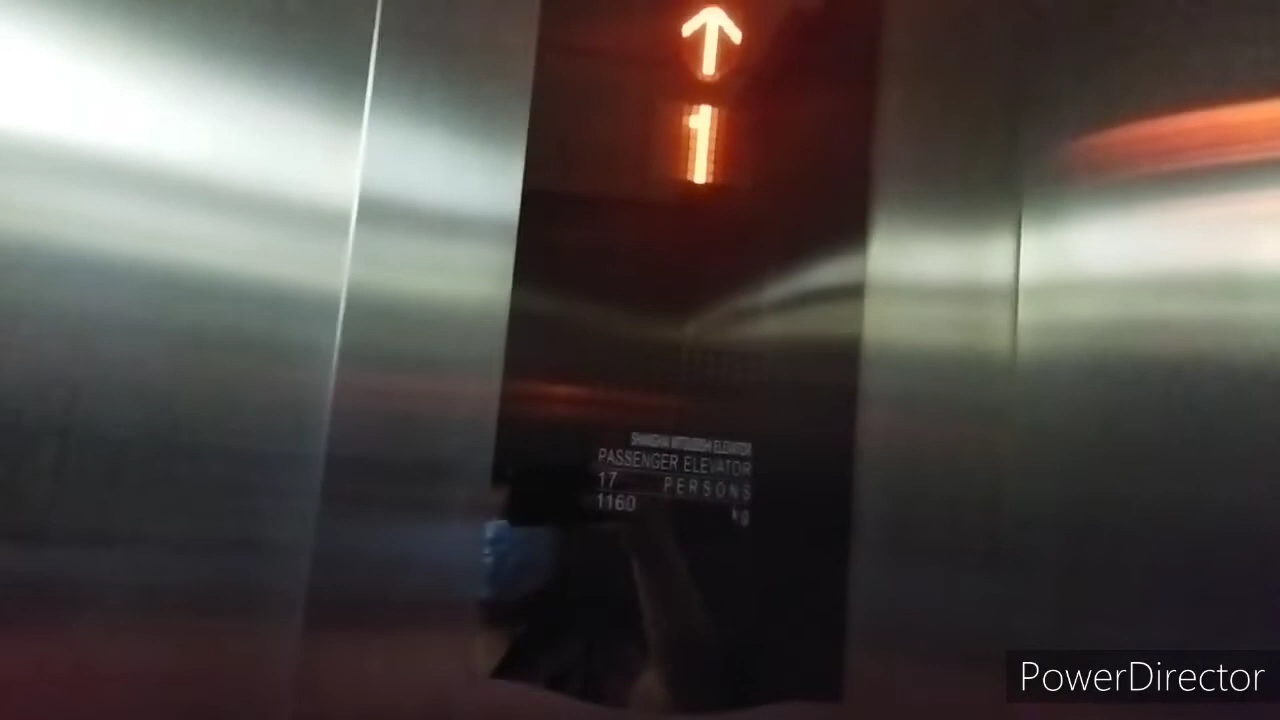 1
SHANGHAI MITSUBISHI ELEVATOR
PASSENGER ELEVATOR
17 PERSONS
1160 kg
PowerDirector